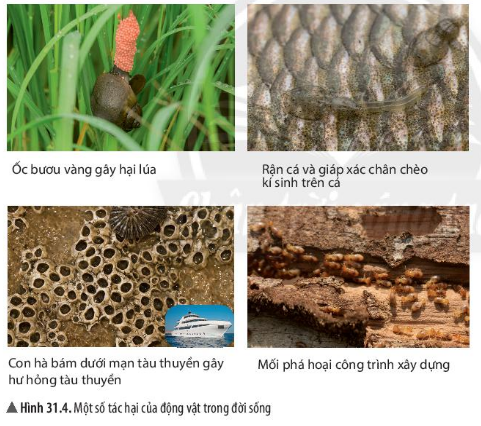 Ốc bươu vàng gây hại lúa
Rận cá và giáp xác chân chèo
kí sinh trên cá
Con hà bám dưới mạn tàu thuyền gây
hư hỏng tàu thuyền
Mối phá hoại công trình xây dựng
▲ Hình 31.4. Một số tác hại của động vật trong đời sống